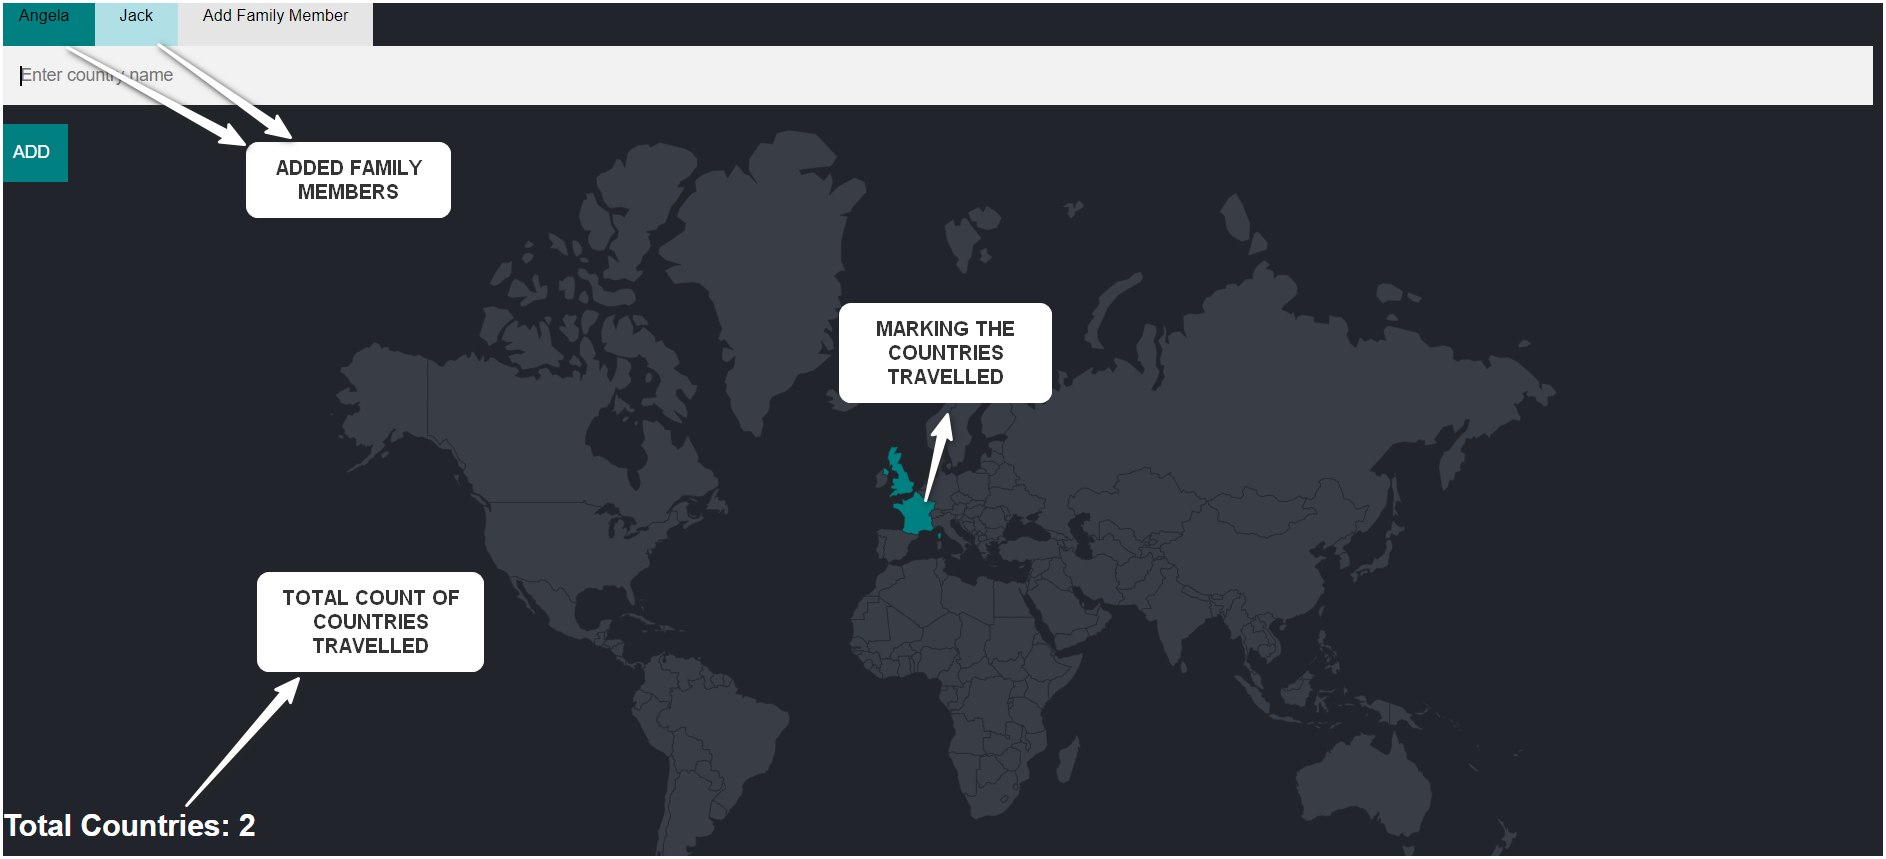 Angela Jack Add Family Member
Enter country name
ADD
ADDED FAMILY
MEMBERS
MARKING THE
COUNTRIES
TRAVELLED
TOTAL COUNT OF
COUNTRIES
TRAVELLED
Total Countries: 2